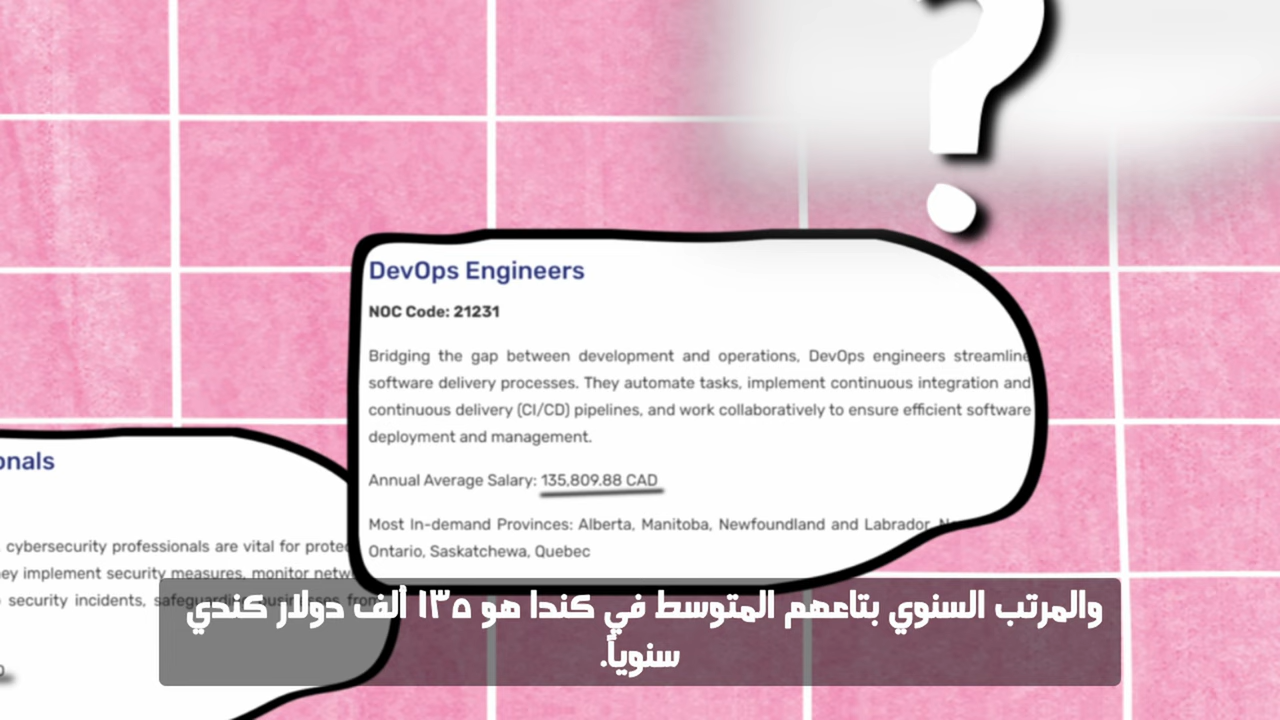 ?
DevOps Engineers
NOC Code: 21231
Bridging the gap between development and operations, DevOps engineers streamline
software delivery processes. They automate tasks, implement continuous integration and
continuous delivery (CI/CD) pipelines, and work collaboratively to ensure efficient software
deployment and management.
Annual Average Salary: 135,809.88 CAD
Most In-demand Provinces: Alberta, Manitoba, Newfoundland and Labrador,
Ontario, Saskatchewa, Quebec
cybersecurity professionals are vital for
implement security measures, monitor
security incidents, safeguarding businesses from
والمرتب السنوي بتاعهم المتوسط في كندا هو ١٣٥ ألف دولار كندي
سنوياً.